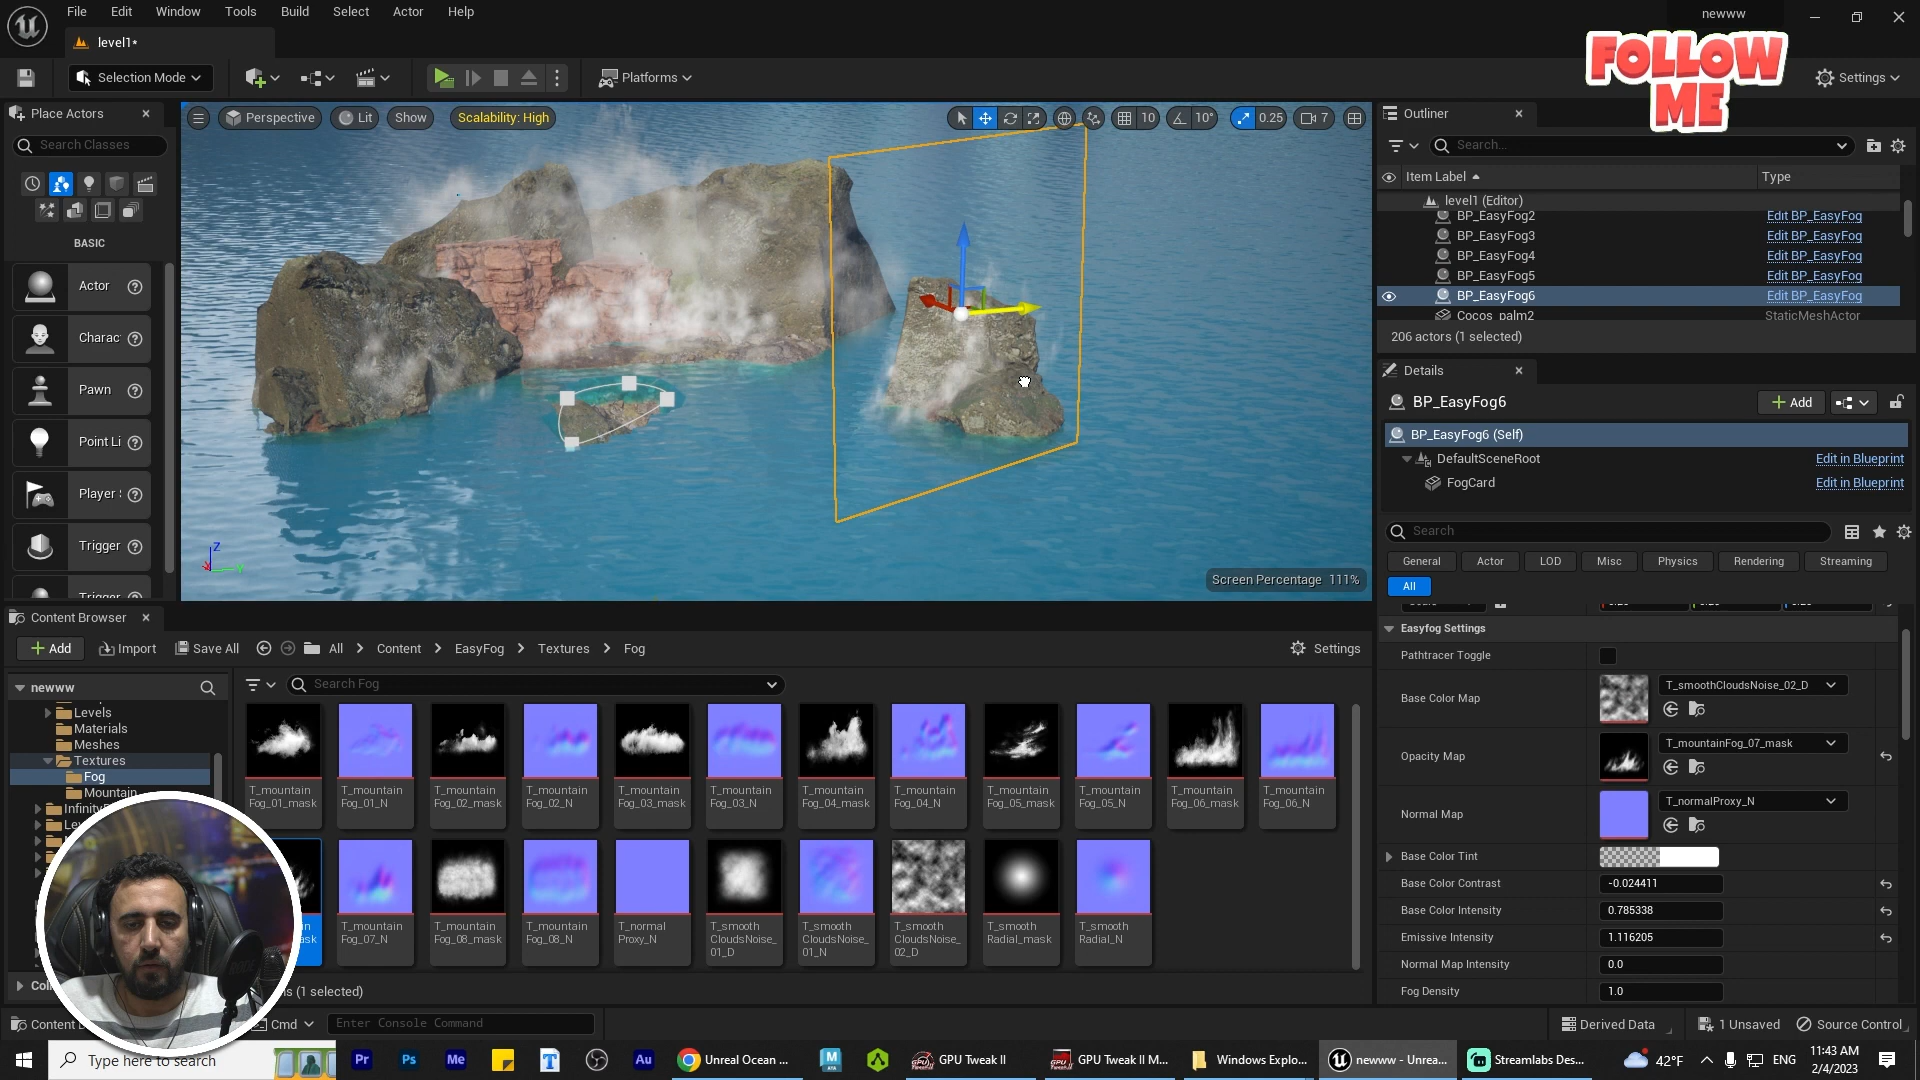 File Edit Window Tools Build Select Actor Help
newww
level1*
FOLLOW
ME
Selection Mode
Platforms
Settings
Place Actors
Search Classes
BASIC
Actor
Charac
Pawn
Point Li
Player
Trigger
Perspective Lit Show Scalability: High
10 10° 0.25 7
Z
Screen Percentage 111%
Outliner
Search...
Item Label Type
level1 (Editor)
BP_EasyFog2 Edit BP_EasyFog
BP_EasyFog3 Edit BP_EasyFog
BP_EasyFog4 Edit BP_EasyFog
BP_EasyFog5 Edit BP_EasyFog
BP_EasyFog6 Edit BP_EasyFog
Cocos_palm2 StaticMeshActor
206 actors (1 selected)
Details
BP_EasyFog6
Add
BP_EasyFog6 (Self)
DefaultSceneRoot Edit in Blueprint
FogCard Edit in Blueprint
Search
General Actor LOD Misc Physics Rendering Streaming
All
Easyfog Settings
Pathtracer Toggle
Base Color Map T_smoothCloudsNoise_02_D
Opacity Map T_mountainFog_07_mask
Normal Map T_normalProxy_N
Base Color Tint
Base Color Contrast -0.024411
Base Color Intensity 0.785338
Emissive Intensity 1.116205
Normal Map Intensity 0.0
Fog Density 1.0
Content Browser
Add Import Save All All Content EasyFog Textures Fog Settings
newww
Search Fog
Levels
Materials
Meshes
Textures
Fog
Mountain
T_mountain Fog_01_mask
T_mountain Fog_01_N
T_mountain Fog_02_mask
T_mountain Fog_02_N
T_mountain Fog_03_mask
T_mountain Fog_03_N
T_mountain Fog_04_mask
T_mountain Fog_04_N
T_mountain Fog_05_mask
T_mountain Fog_05_N
T_mountain Fog_06_mask
T_mountain Fog_06_N
T_mountain Fog_07_N
T_mountain Fog_08_mask
T_mountain Fog_08_N
T_normal Proxy_N
T_smooth CloudsNoise_ 01_D
T_smooth CloudsNoise_ 01_N
T_smooth CloudsNoise_ 02_D
T_smooth Radial_mask
T_smooth Radial_N
(1 selected)
Cmd Enter Console Command
Derived Data 1 Unsaved Source Control
Type here to search
Pr Ps Me T Au
Unreal Ocean ...
GPU Tweak II
GPU Tweak II M...
Windows Explo...
newww - Unrea...
Streamlabs Des...
42°F
ENG
11:43 AM
2/4/2023